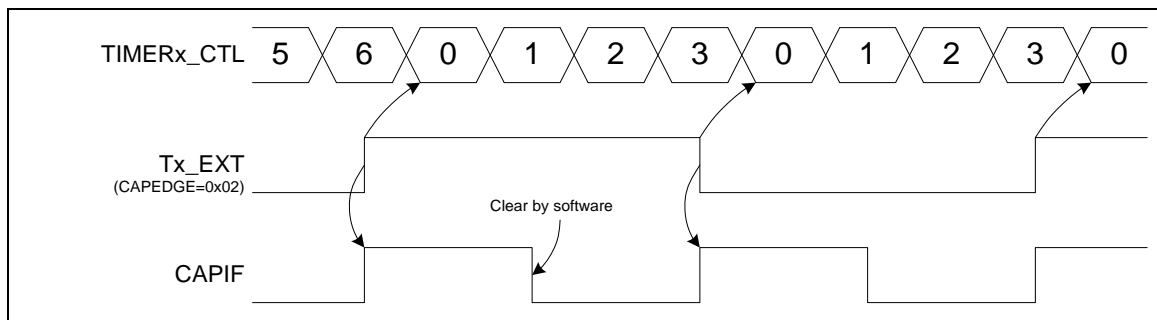 TIMERx_CTL 5 6 0 1 2 3 0 1 2 3 0
Tx_EXT
(CAPEDGE=0x02)
Clear by software
CAPIF